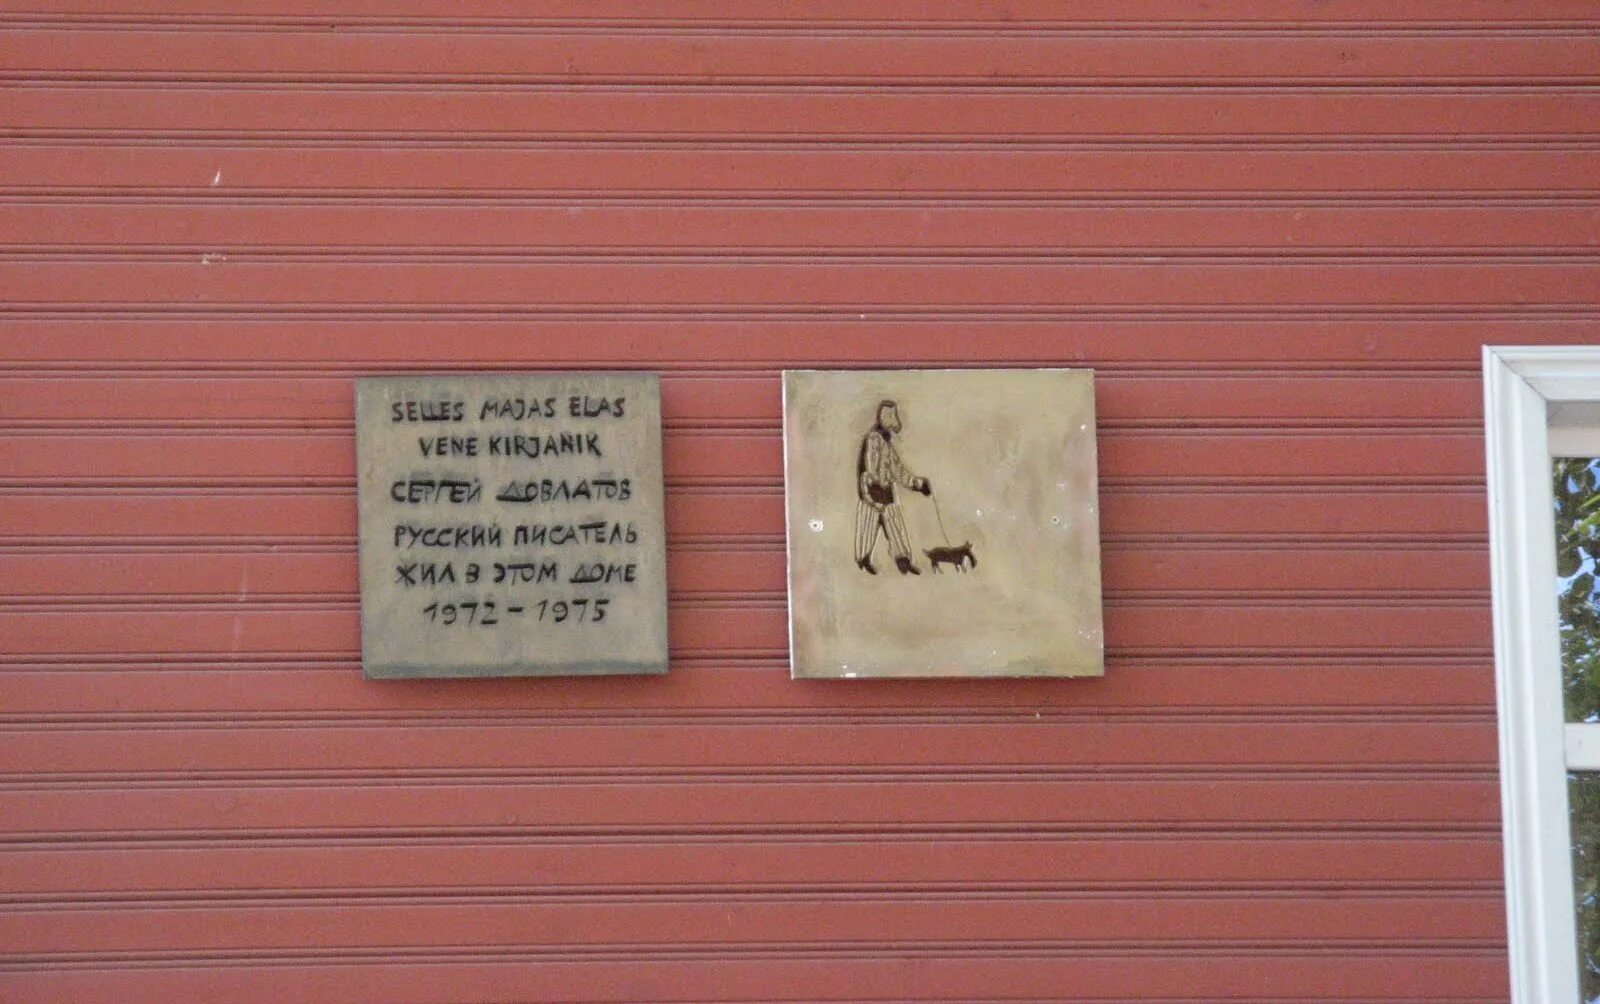 SELLES MAJAS ELAS
VENE KIRJANIK
СЕРГЕЙ ДОВЛАТОВ
РУССКИЙ ПИСАТЕЛЬ
ЖИЛ В ЭТОМ ДОМЕ
1972 - 1975